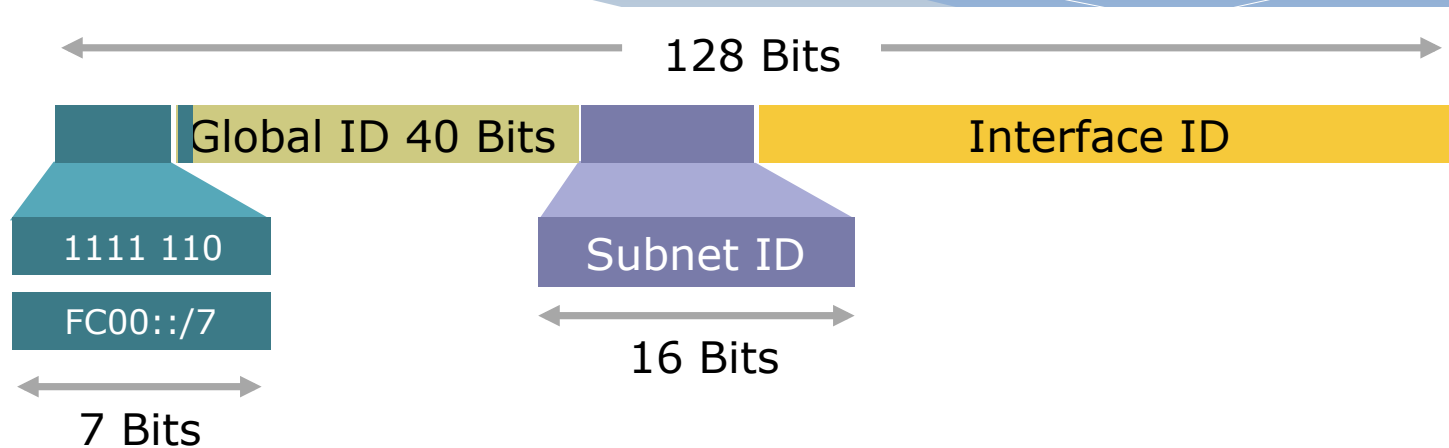 128 Bits
Global ID 40 Bits
Interface ID
1111 110
Subnet ID
FC00::/7
16 Bits
7 Bits